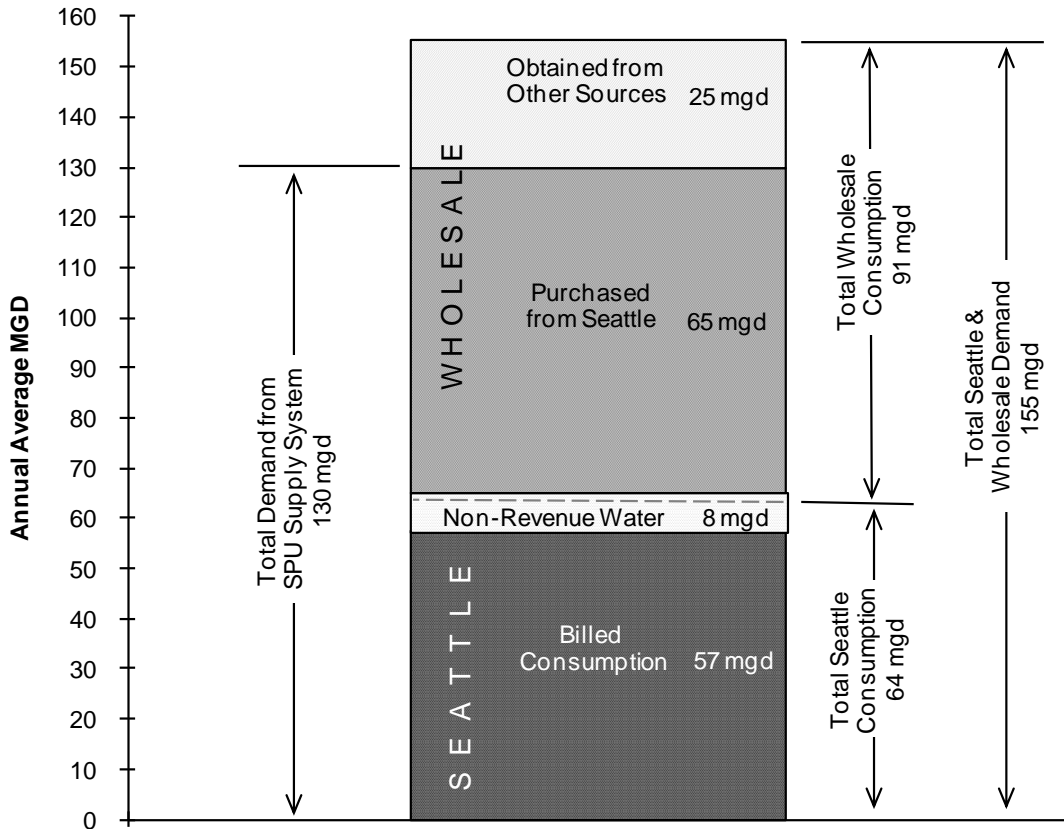 160
150
140
130
120
110
100
90
80
70
60
50
40
30
20
10
0
Annual Average MGD
Total Demand from
SPU Supply System
130 mgd
WHOLESALE
Obtained from
Other Sources 25 mgd
Purchased
from Seattle 65 mgd
Non-Revenue Water 8 mgd
SEATTLE
Billed
Consumption 57 mgd
Total Wholesale
Consumption
91 mgd
Total Seattle
Consumption
64 mgd
Total Seattle &
Wholesale Demand
155 mgd